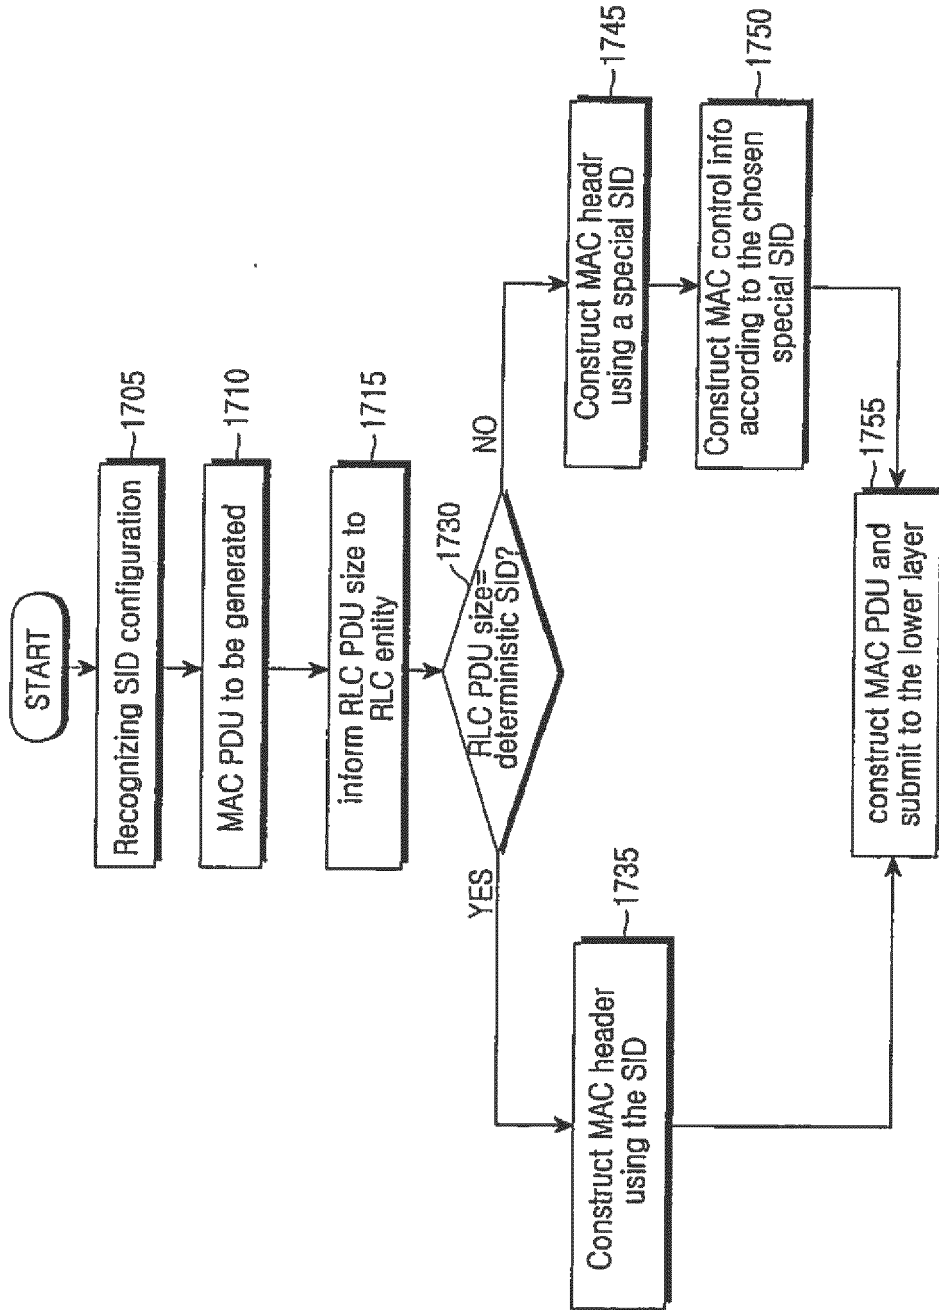 START
Recognizing SID configuration
1705
MAC PDU to be generated
1710
inform RLC PDU size to
RLC entity
1715
RLC PDU size=
deterministic SID?
1730
YES
NO
Construct MAC header
using the SID
1735
Construct MAC headr
using a special SID
1745
Construct MAC control info
according to the chosen
special SID
1750
construct MAC PDU and
submit to the lower layer
1755